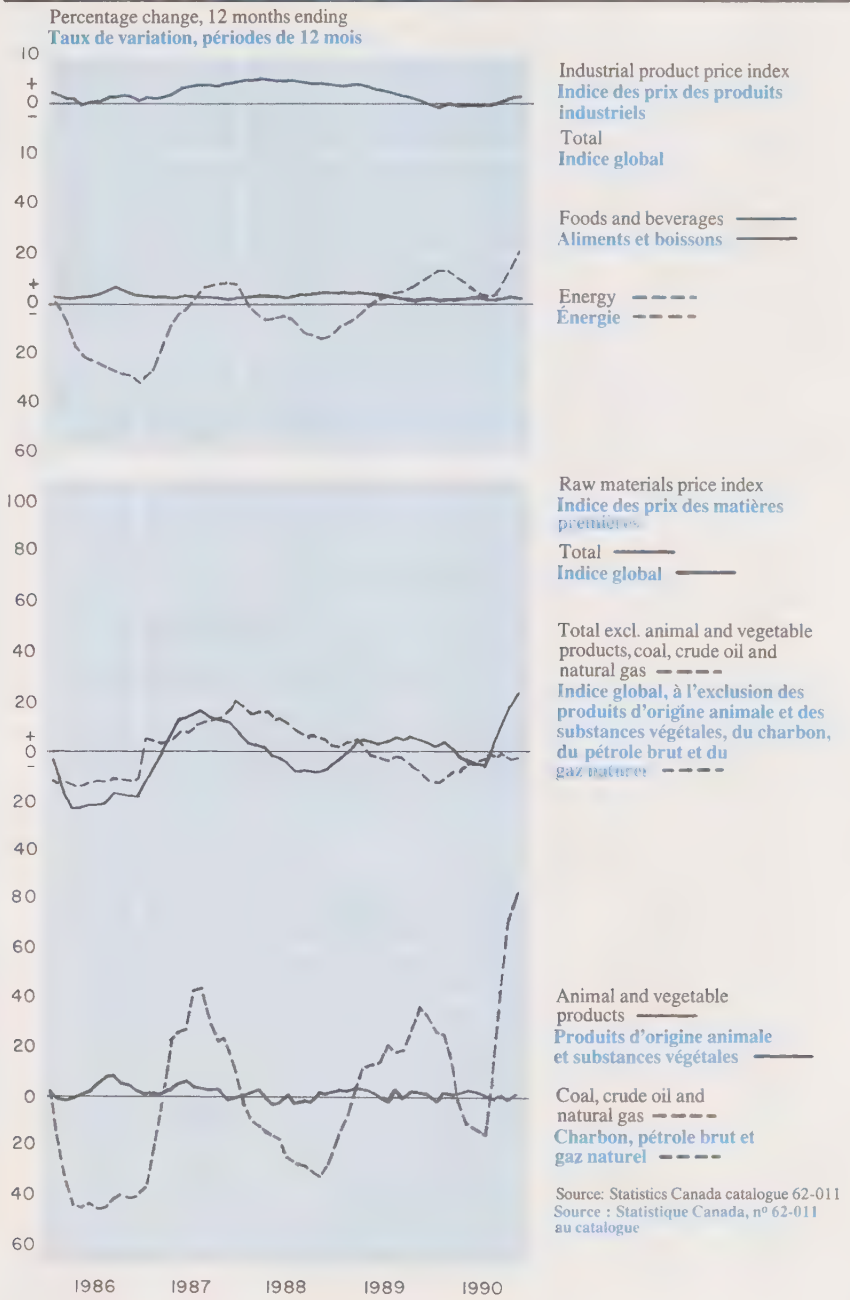 Percentage change, 12 months ending
Taux de variation, périodes de 12 mois
10
+
0
−
10
Industrial product price index
Indice des prix des produits
industriels
Total
Indice global
40
20
+
0
−
20
40
60
Foods and beverages
Aliments et boissons
Energy
Énergie
100
80
60
40
20
+
0
−
20
40
Raw materials price index
Indice des prix des matières
premières
Total
Indice global
Total excl. animal and vegetable
products, coal, crude oil and
natural gas
Indice global, à l'exclusion des
produits d'origine animale et des
substances végétales, du charbon,
du pétrole brut et du
gaz naturel
80
60
40
20
0
20
40
60
Animal and vegetable
products
Produits d'origine animale
et substances végétales
Coal, crude oil and
natural gas
Charbon, pétrole brut et
gaz naturel
Source: Statistics Canada catalogue 62-011
Source : Statistique Canada, nº 62-011
au catalogue
1986 1987 1988 1989 1990